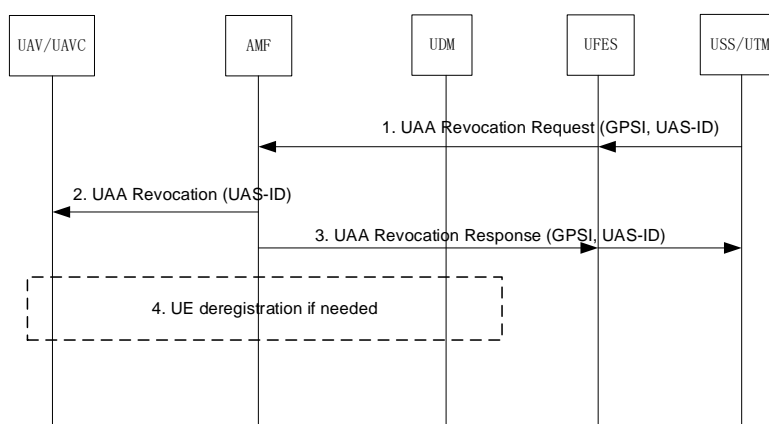 UAV/UAVC
AMF
UDM
UFES
USS/UTM
1. UAA Revocation Request (GPSI, UAS-ID)
2. UAA Revocation (UAS-ID)
3. UAA Revocation Response (GPSI, UAS-ID)
4. UE deregistration if needed